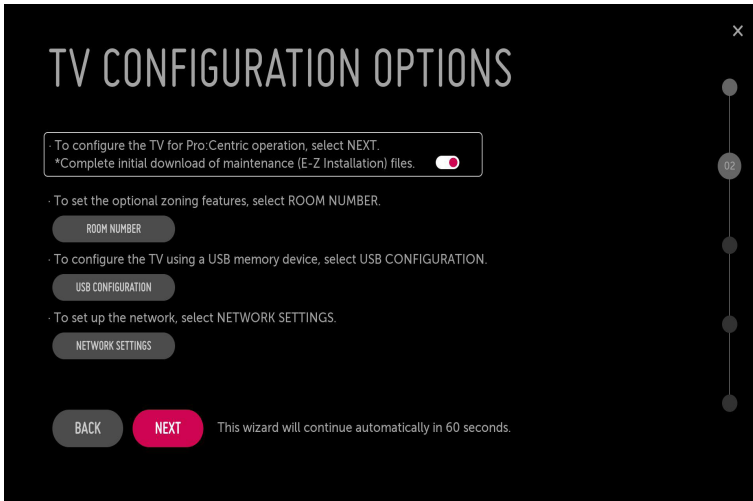 ×
TV CONFIGURATION OPTIONS
· To configure the TV for Pro:Centric operation, select NEXT.
*Complete initial download of maintenance (E-Z Installation) files.
02
· To set the optional zoning features, select ROOM NUMBER.
ROOM NUMBER
· To configure the TV using a USB memory device, select USB CONFIGURATION.
USB CONFIGURATION
· To set up the network, select NETWORK SETTINGS.
NETWORK SETTINGS
BACK NEXT This wizard will continue automatically in 60 seconds.